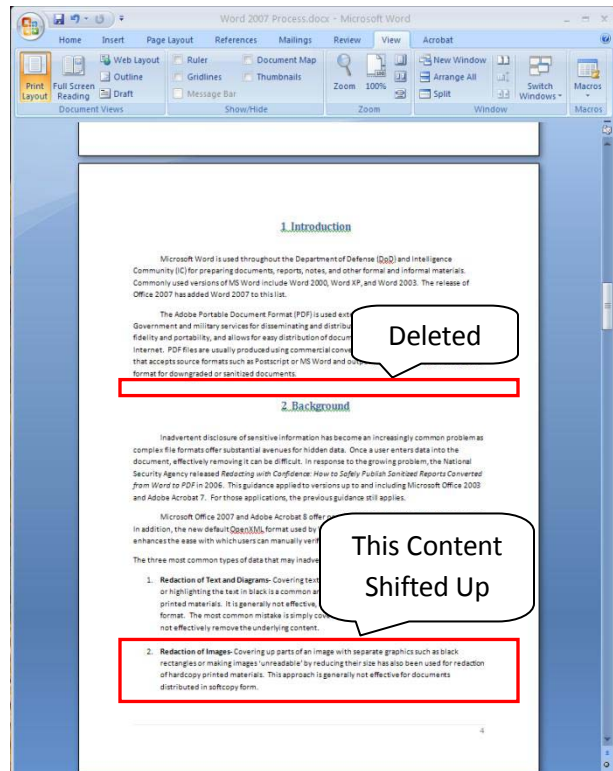 Word 2007 Process.docx - Microsoft Word
Home Insert Page Layout References Mailings Review View Acrobat
Print Layout
Full Screen Reading
Web Layout
Outline
Draft
Document Views
Ruler
Gridlines
Message Bar
Document Map
Thumbnails
Show/Hide
Zoom
100%
Zoom
New Window
Arrange All
Split
Switch Windows
Window
Macros
Macros
1 Introduction
Microsoft Word is used throughout the Department of Defense (DoD) and Intelligence
Community (IC) for preparing documents, reports, notes, and other formal and informal materials.
Commonly used versions of MS Word include Word 2000, Word XP, and Word 2003. The release of
Office 2007 has added Word 2007 to this list.
The Adobe Portable Document Format (PDF) is used
Government and military services for disseminating and
fidelity and portability, and allows for easy distribution of
Internet. PDF files are usually produced using commercial
that accepts source formats such as Postscript or MS Word and
format for downgraded or sanitized documents.
Deleted
2 Background
Inadvertent disclosure of sensitive information has become an increasingly common problem as
complex file formats offer substantial avenues for hidden data. Once a user enters data into the
document, effectively removing it can be difficult. In response to the growing problem, the National
Security Agency released Redacting with Confidence: How to Safely Publish Sanitized Reports Converted
from Word to PDF in 2006. This guidance applied to versions up to and including Microsoft Office 2003
and Adobe Acrobat 7. For those applications, the previous guidance still applies.
Microsoft Office 2007 and Adobe Acrobat 8 offer
In addition, the new default OpenXML format used by
enhances the ease with which users can manually
The three most common types of data that may
This Content
Shifted Up
1. Redaction of Text and Diagrams- Covering text
or highlighting the text in black is a common
printed materials. It is generally not effective,
format. The most common mistake is simply
not effectively remove the underlying content.
2. Redaction of Images- Covering up parts of an image with separate graphics such as black
rectangles or making images 'unreadable' by reducing their size has also been used for redaction
of hardcopy printed materials. This approach is generally not effective for documents
distributed in softcopy form.
4